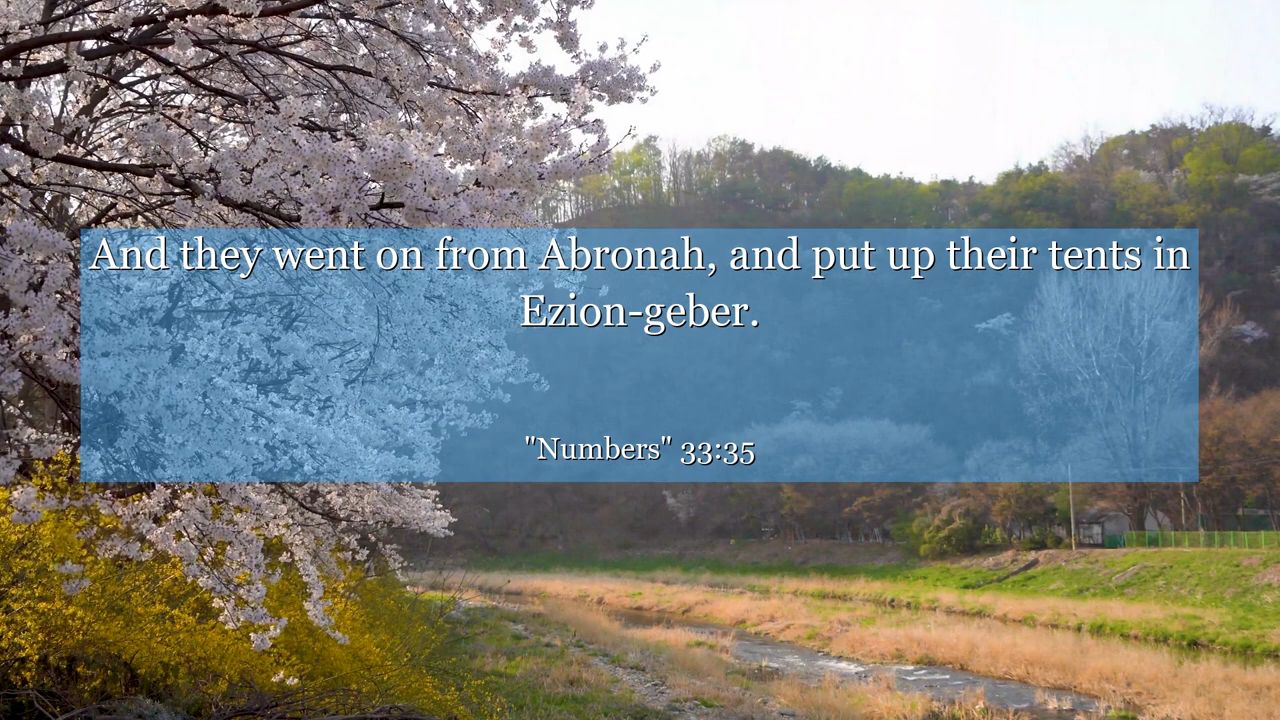 And they went on from Abronah, and put up their tents in
Ezion-geber.
"Numbers" 33:35